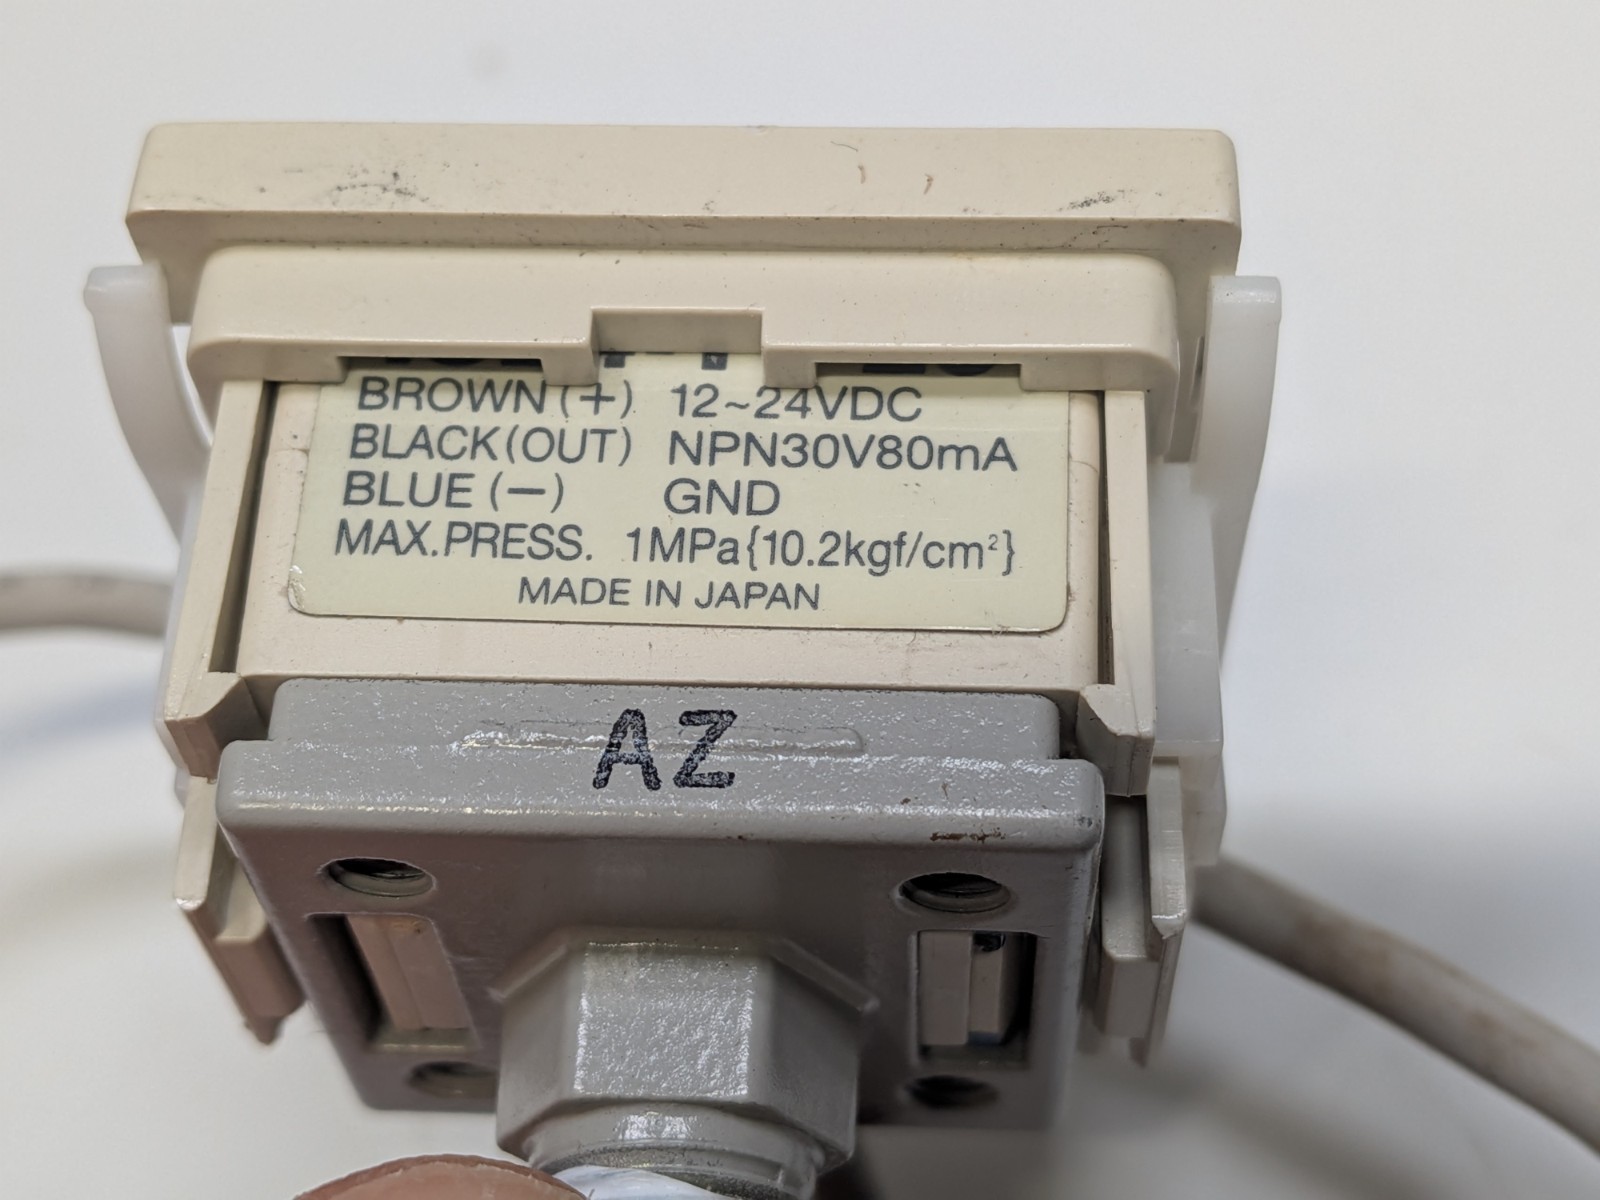 BROWN(+) 12~24VDC
BLACK(OUT) NPN30V80mA
BLUE(−) GND
MAX.PRESS. 1MPa{10.2kgf/cm²}
MADE IN JAPAN
AZ